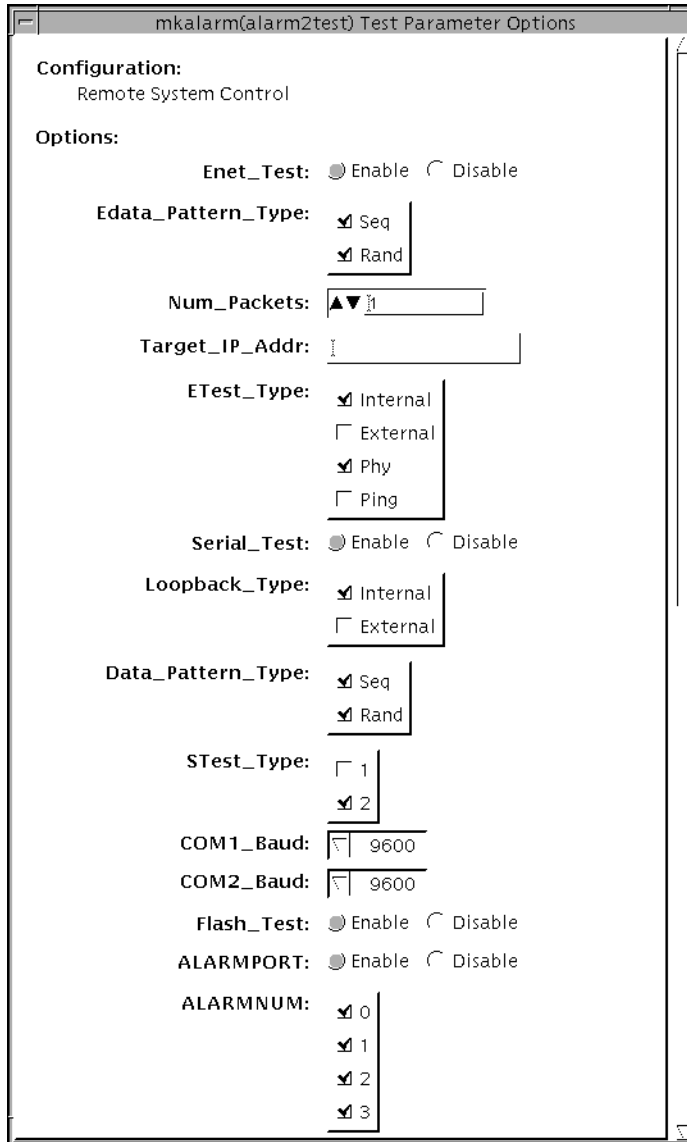 mkalarm(alarm2test) Test Parameter Options
Configuration:
Remote System Control
Options:
Enet_Test: Enable Disable
Edata_Pattern_Type: Seq
Rand
Num_Packets: 1
Target_IP_Addr:
ETest_Type: Internal
External
Phy
Ping
Serial_Test: Enable Disable
Loopback_Type: Internal
External
Data_Pattern_Type: Seq
Rand
STest_Type: 1
2
COM1_Baud: 9600
COM2_Baud: 9600
Flash_Test: Enable Disable
ALARMPORT: Enable Disable
ALARMNUM: 0
1
2
3